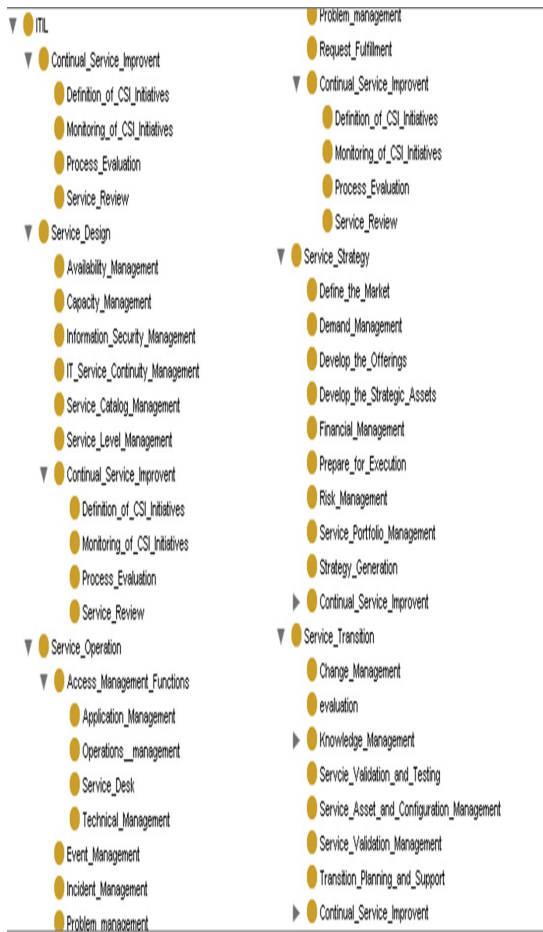 ITIL
Continual_Service_Improvent
Definition_of_CSI_Initiatives
Monitoring_of_CSI_Initiatives
Process_Evaluation
Service_Review
Service_Design
Availability_Management
Capacity_Management
Information_Security_Management
IT_Service_Continuity_Management
Service_Catalog_Management
Service_Level_Management
Continual_Service_Improvent
Definition_of_CSI_Initiatives
Monitoring_of_CSI_Initiatives
Process_Evaluation
Service_Review
Service_Operation
Access_Management_Functions
Application_Management
Operations__management
Service_Desk
Technical_Management
Event_Management
Incident_Management
Problem_management
Problem_management
Request_Fulfillment
Continual_Service_Improvent
Definition_of_CSI_Initiatives
Monitoring_of_CSI_Initiatives
Process_Evaluation
Service_Review
Service_Strategy
Define_the_Market
Demand_Management
Develop_the_Offerings
Develop_the_Strategic_Assets
Financial_Management
Prepare_for_Execution
Risk_Management
Service_Portfolio_Management
Strategy_Generation
Continual_Service_Improvent
Service_Transition
Change_Management
evaluation
Knowledge_Management
Servcie_Validation_and_Testing
Service_Asset_and_Configuration_Management
Service_Validation_Management
Transition_Planning_and_Support
Continual_Service_Improvent